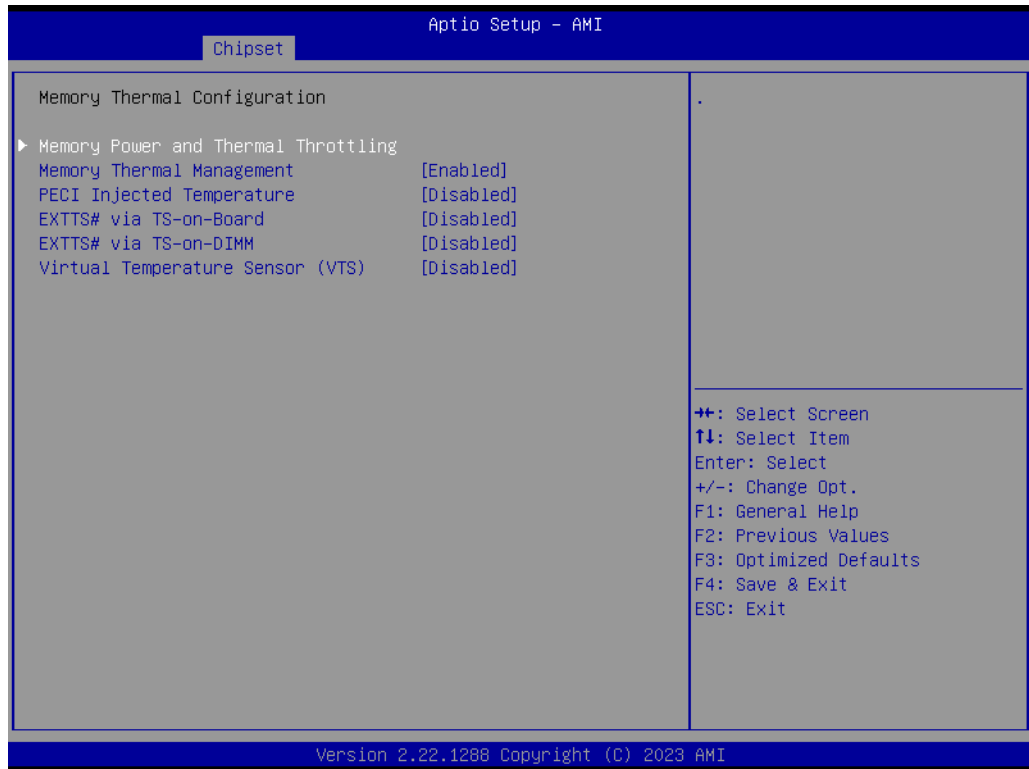 Aptio Setup – AMI
Chipset
Memory Thermal Configuration
.
▶ Memory Power and Thermal Throttling
Memory Thermal Management [Enabled]
PECI Injected Temperature [Disabled]
EXTTS# via TS-on-Board [Disabled]
EXTTS# via TS-on-DIMM [Disabled]
Virtual Temperature Sensor (VTS) [Disabled]
→←: Select Screen
↑↓: Select Item
Enter: Select
+/-: Change Opt.
F1: General Help
F2: Previous Values
F3: Optimized Defaults
F4: Save & Exit
ESC: Exit
Version 2.22.1288 Copyright (C) 2023 AMI